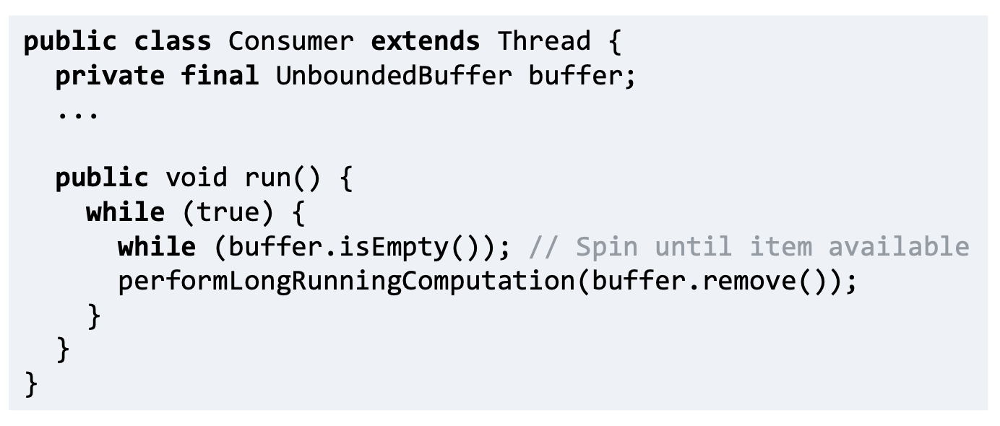 public class Consumer extends Thread {
  private final UnboundedBuffer buffer;
  ...

  public void run() {
    while (true) {
      while (buffer.isEmpty()); // Spin until item available
      performLongRunningComputation(buffer.remove());
    }
  }
}